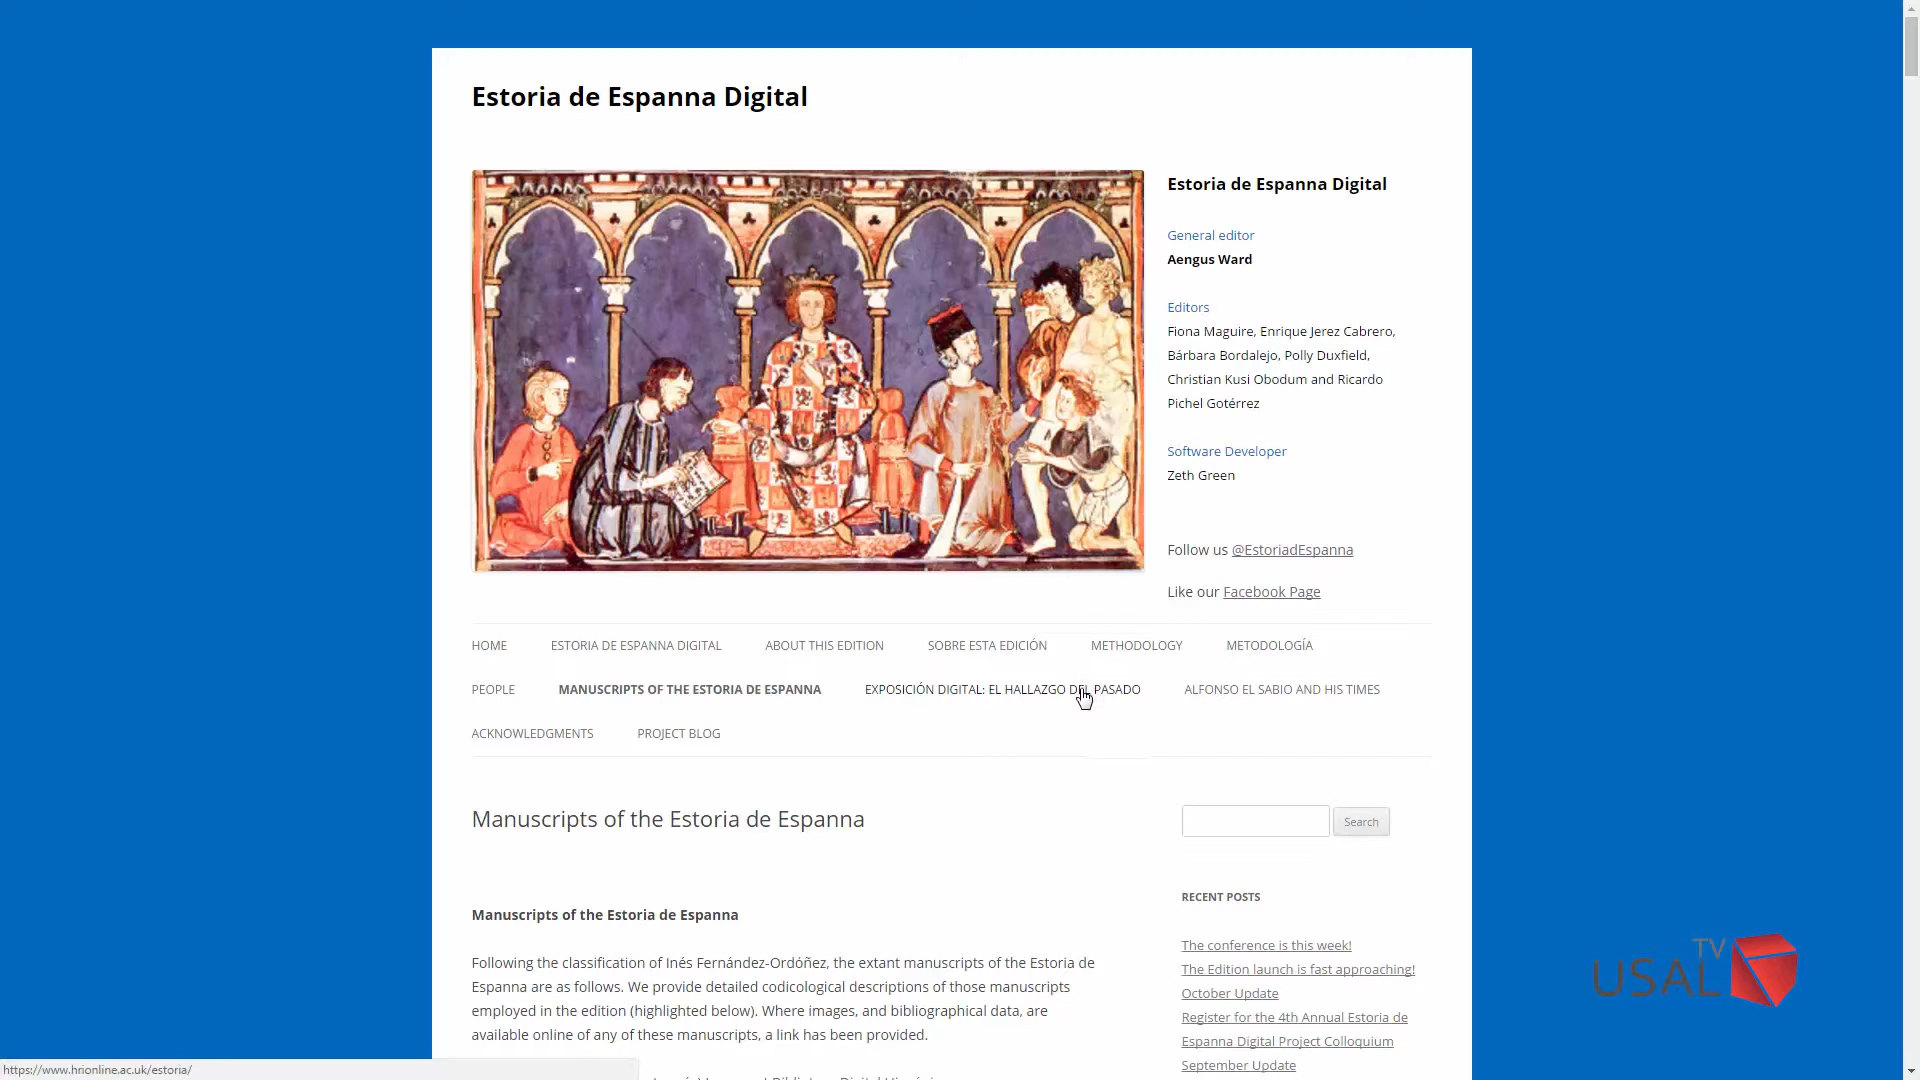 Estoria de Espanna Digital
Estoria de Espanna Digital
General editor
Aengus Ward
Editors
Fiona Maguire, Enrique Jerez Cabrero,
Bárbara Bordalejo, Polly Duxfield,
Christian Kusi Obodum and Ricardo
Pichel Gotérrez
Software Developer
Zeth Green
Follow us @EstoriadEspanna
Like our Facebook Page
HOME ESTORIA DE ESPANNA DIGITAL ABOUT THIS EDITION SOBRE ESTA EDICIÓN METHODOLOGY METODOLOGÍA
PEOPLE MANUSCRIPTS OF THE ESTORIA DE ESPANNA EXPOSICIÓN DIGITAL: EL HALLAZGO DEL PASADO ALFONSO EL SABIO AND HIS TIMES
ACKNOWLEDGMENTS PROJECT BLOG
Manuscripts of the Estoria de Espanna
Search
Manuscripts of the Estoria de Espanna
Following the classification of Inés Fernández-Ordóñez, the extant manuscripts of the Estoria de
Espanna are as follows. We provide detailed codicological descriptions of those manuscripts
employed in the edition (highlighted below). Where images, and bibliographical data, are
available online of any of these manuscripts, a link has been provided.
RECENT POSTS
The conference is this week!
The Edition launch is fast approaching!
October Update
Register for the 4th Annual Estoria de
Espanna Digital Project Colloquium
September Update
TV
USAL
https://www.hrionline.ac.uk/estoria/